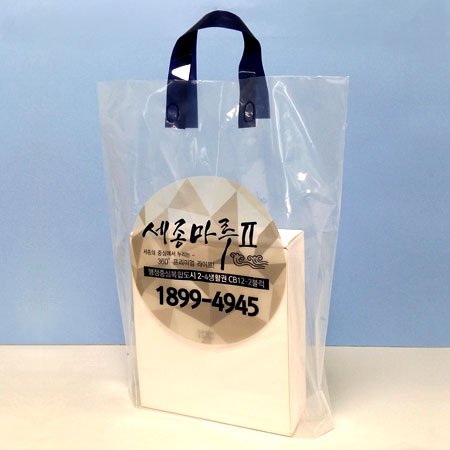 세종마루Ⅱ
세종의 중심에서 누리는 -
360° 프리미엄 라이프!
행정중심복합도시 2-4생활권 CB12-2블럭
1899-4945